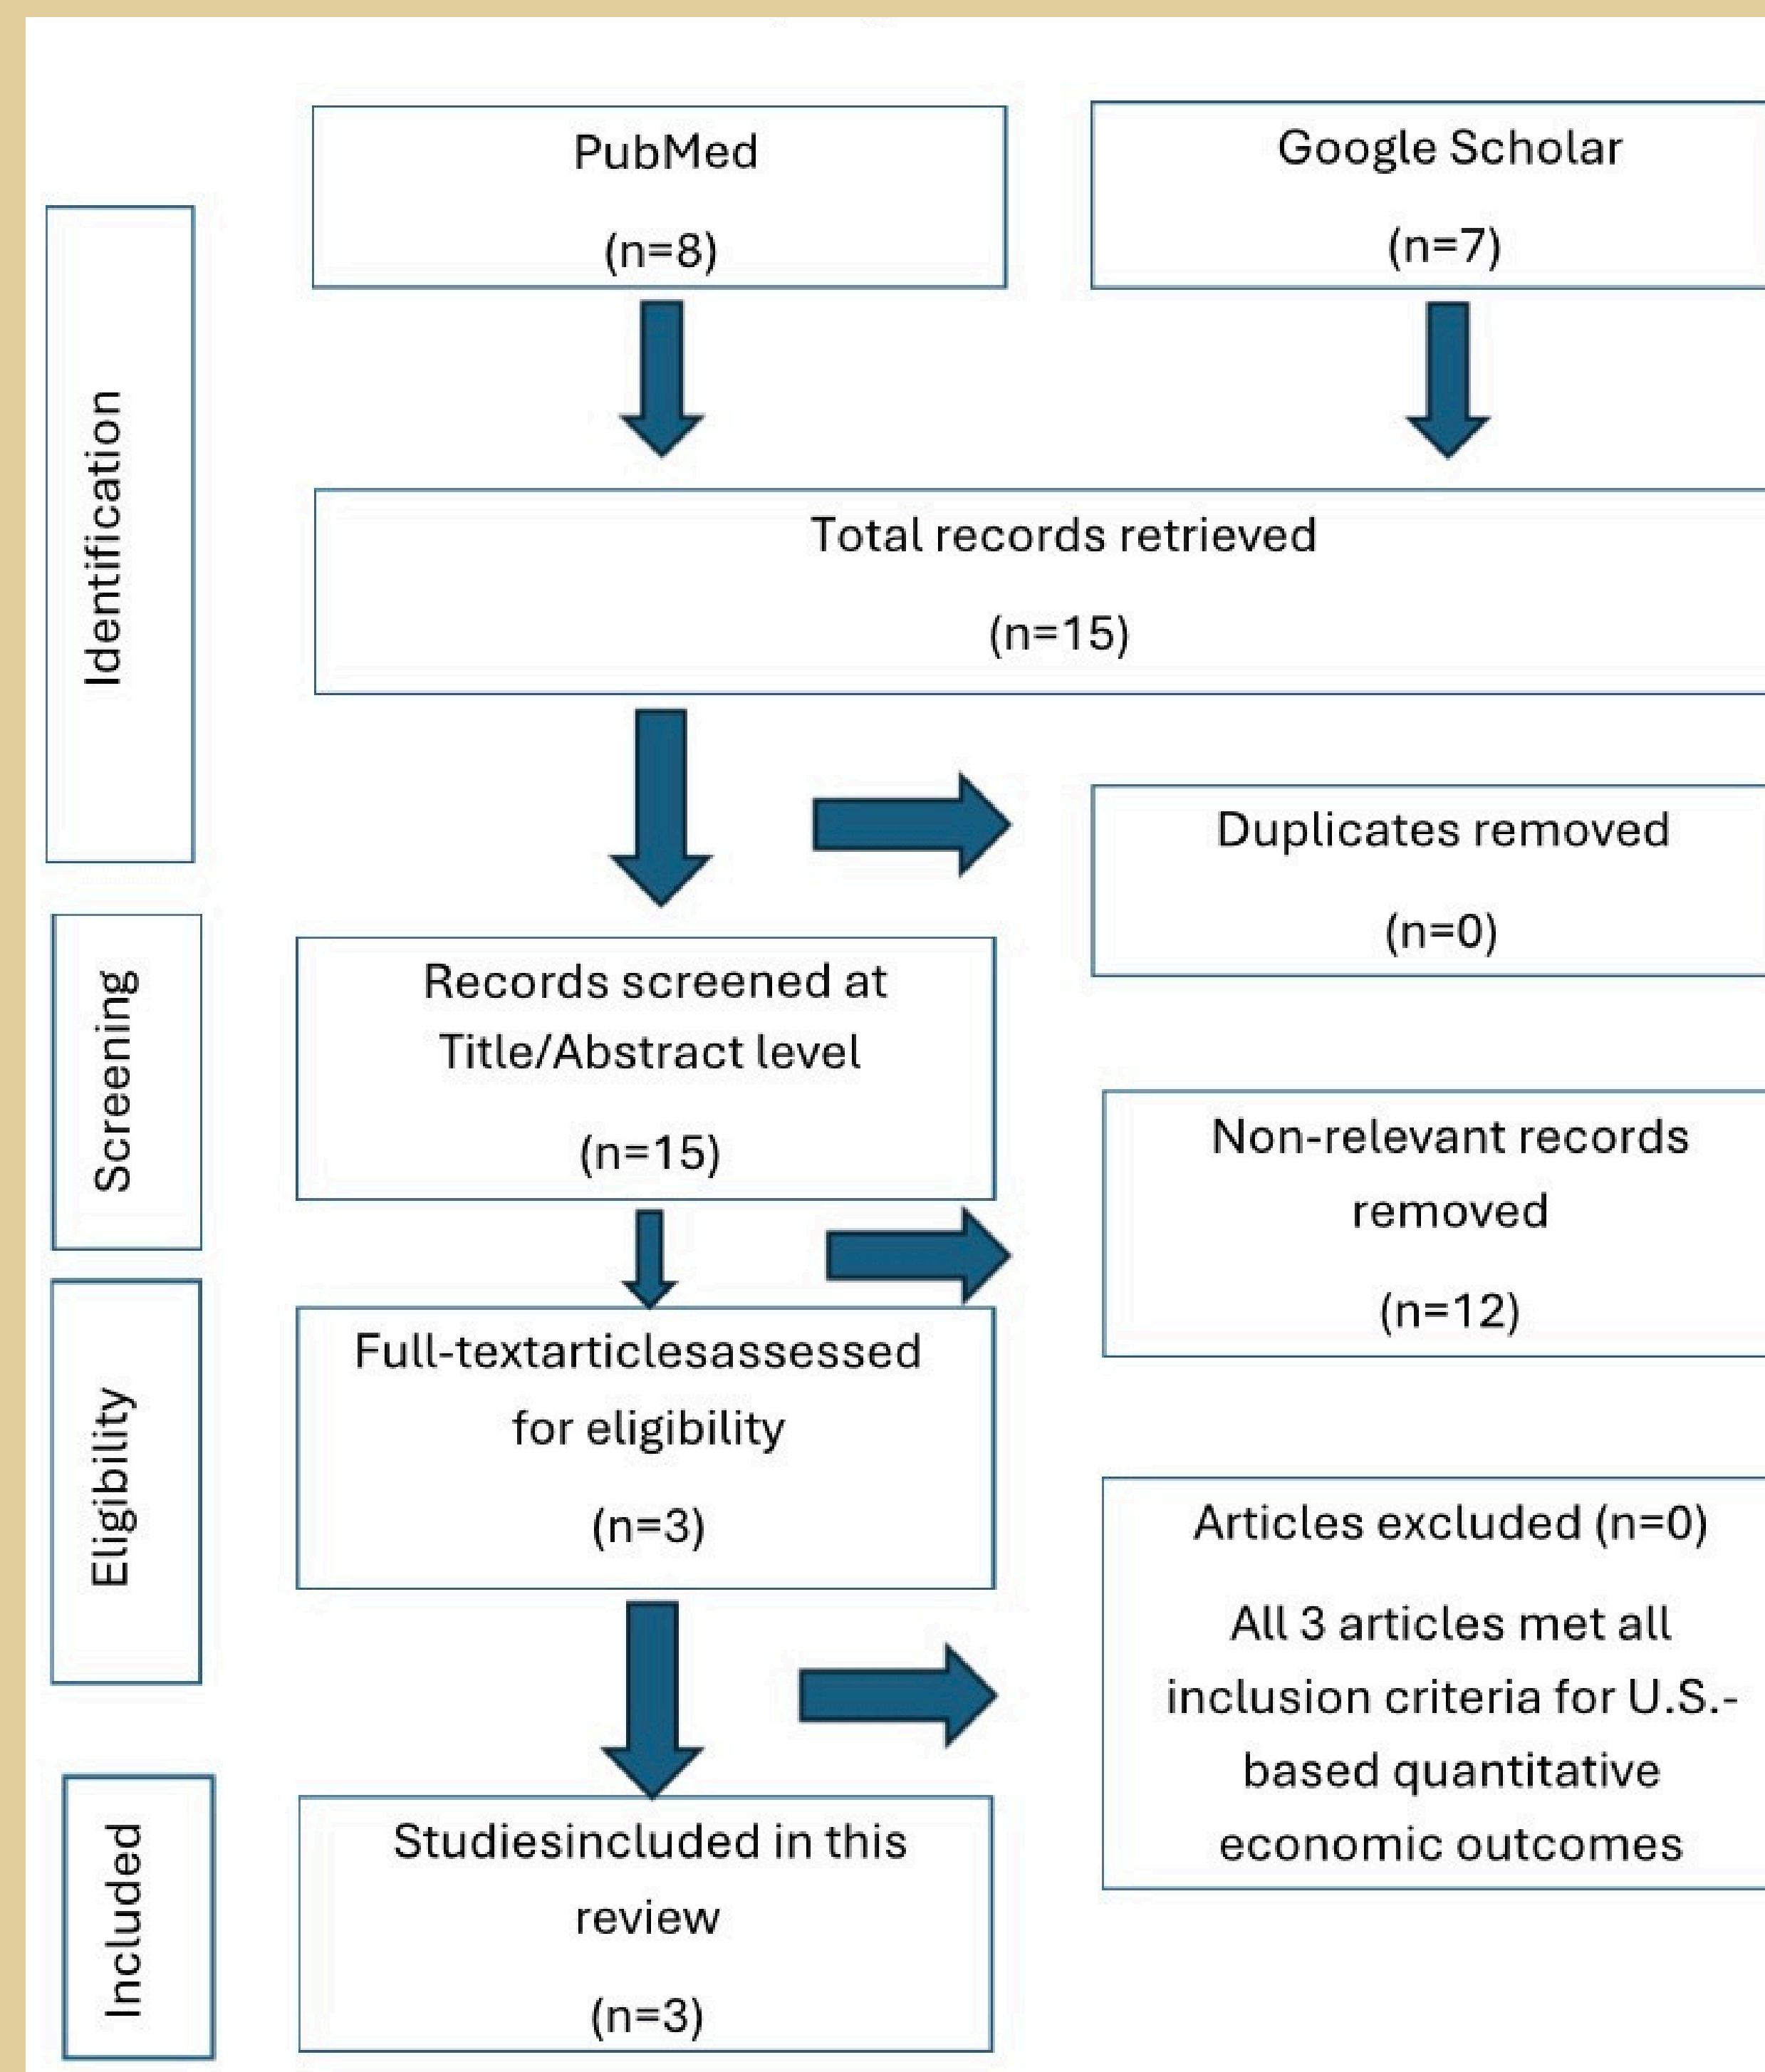 PubMed
(n=8)
Google Scholar
(n=7)
Identification
Total records retrieved
(n=15)
Duplicates removed
(n=0)
Screening
Records screened at
Title/Abstract level
(n=15)
Non-relevant records
removed
(n=12)
Eligibility
Full-textarticlesassessed
for eligibility
(n=3)
Articles excluded (n=0)
All 3 articles met all
inclusion criteria for U.S.-
based quantitative
economic outcomes
Included
Studiesincluded in this
review
(n=3)